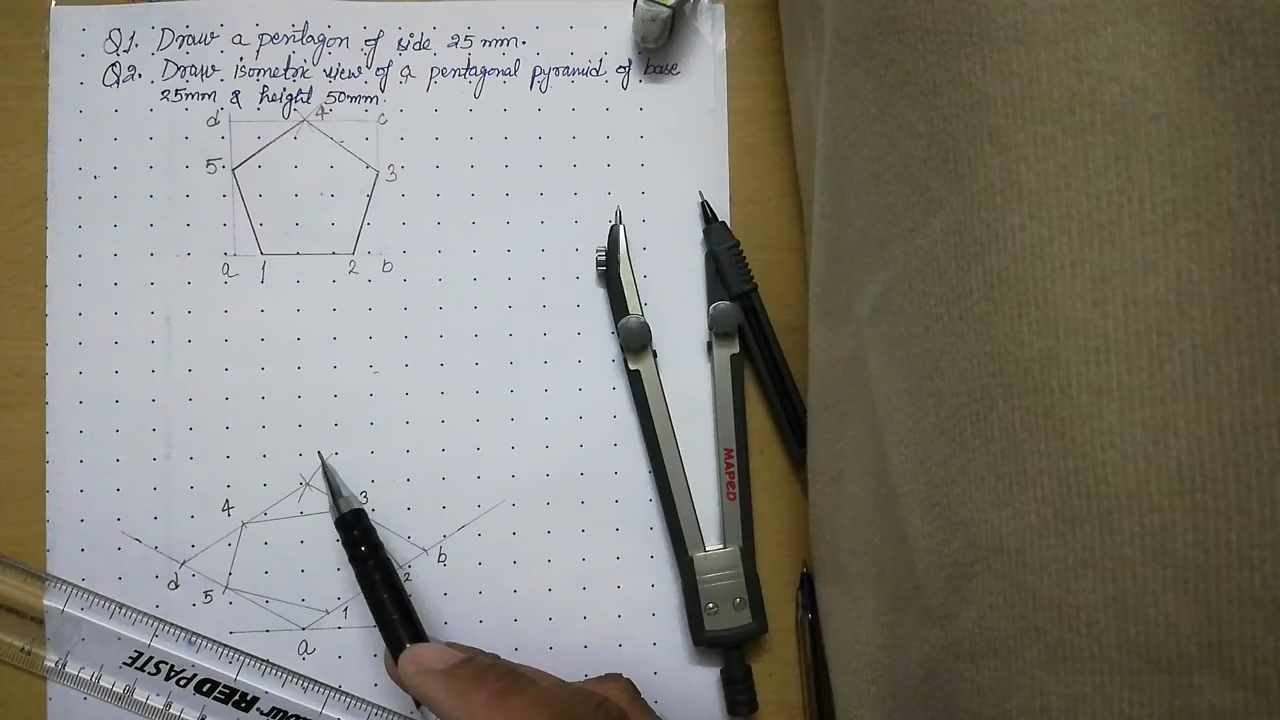 Q1. Draw a pentagon of side 25 mm.
Q2. Draw isometric view of a pentagonal pyramid of base
25mm & height 50mm.
d 4 c
5 3
a 1 2 b
4 3
b
d 5 2
1
a
MAPED
RED PASTE